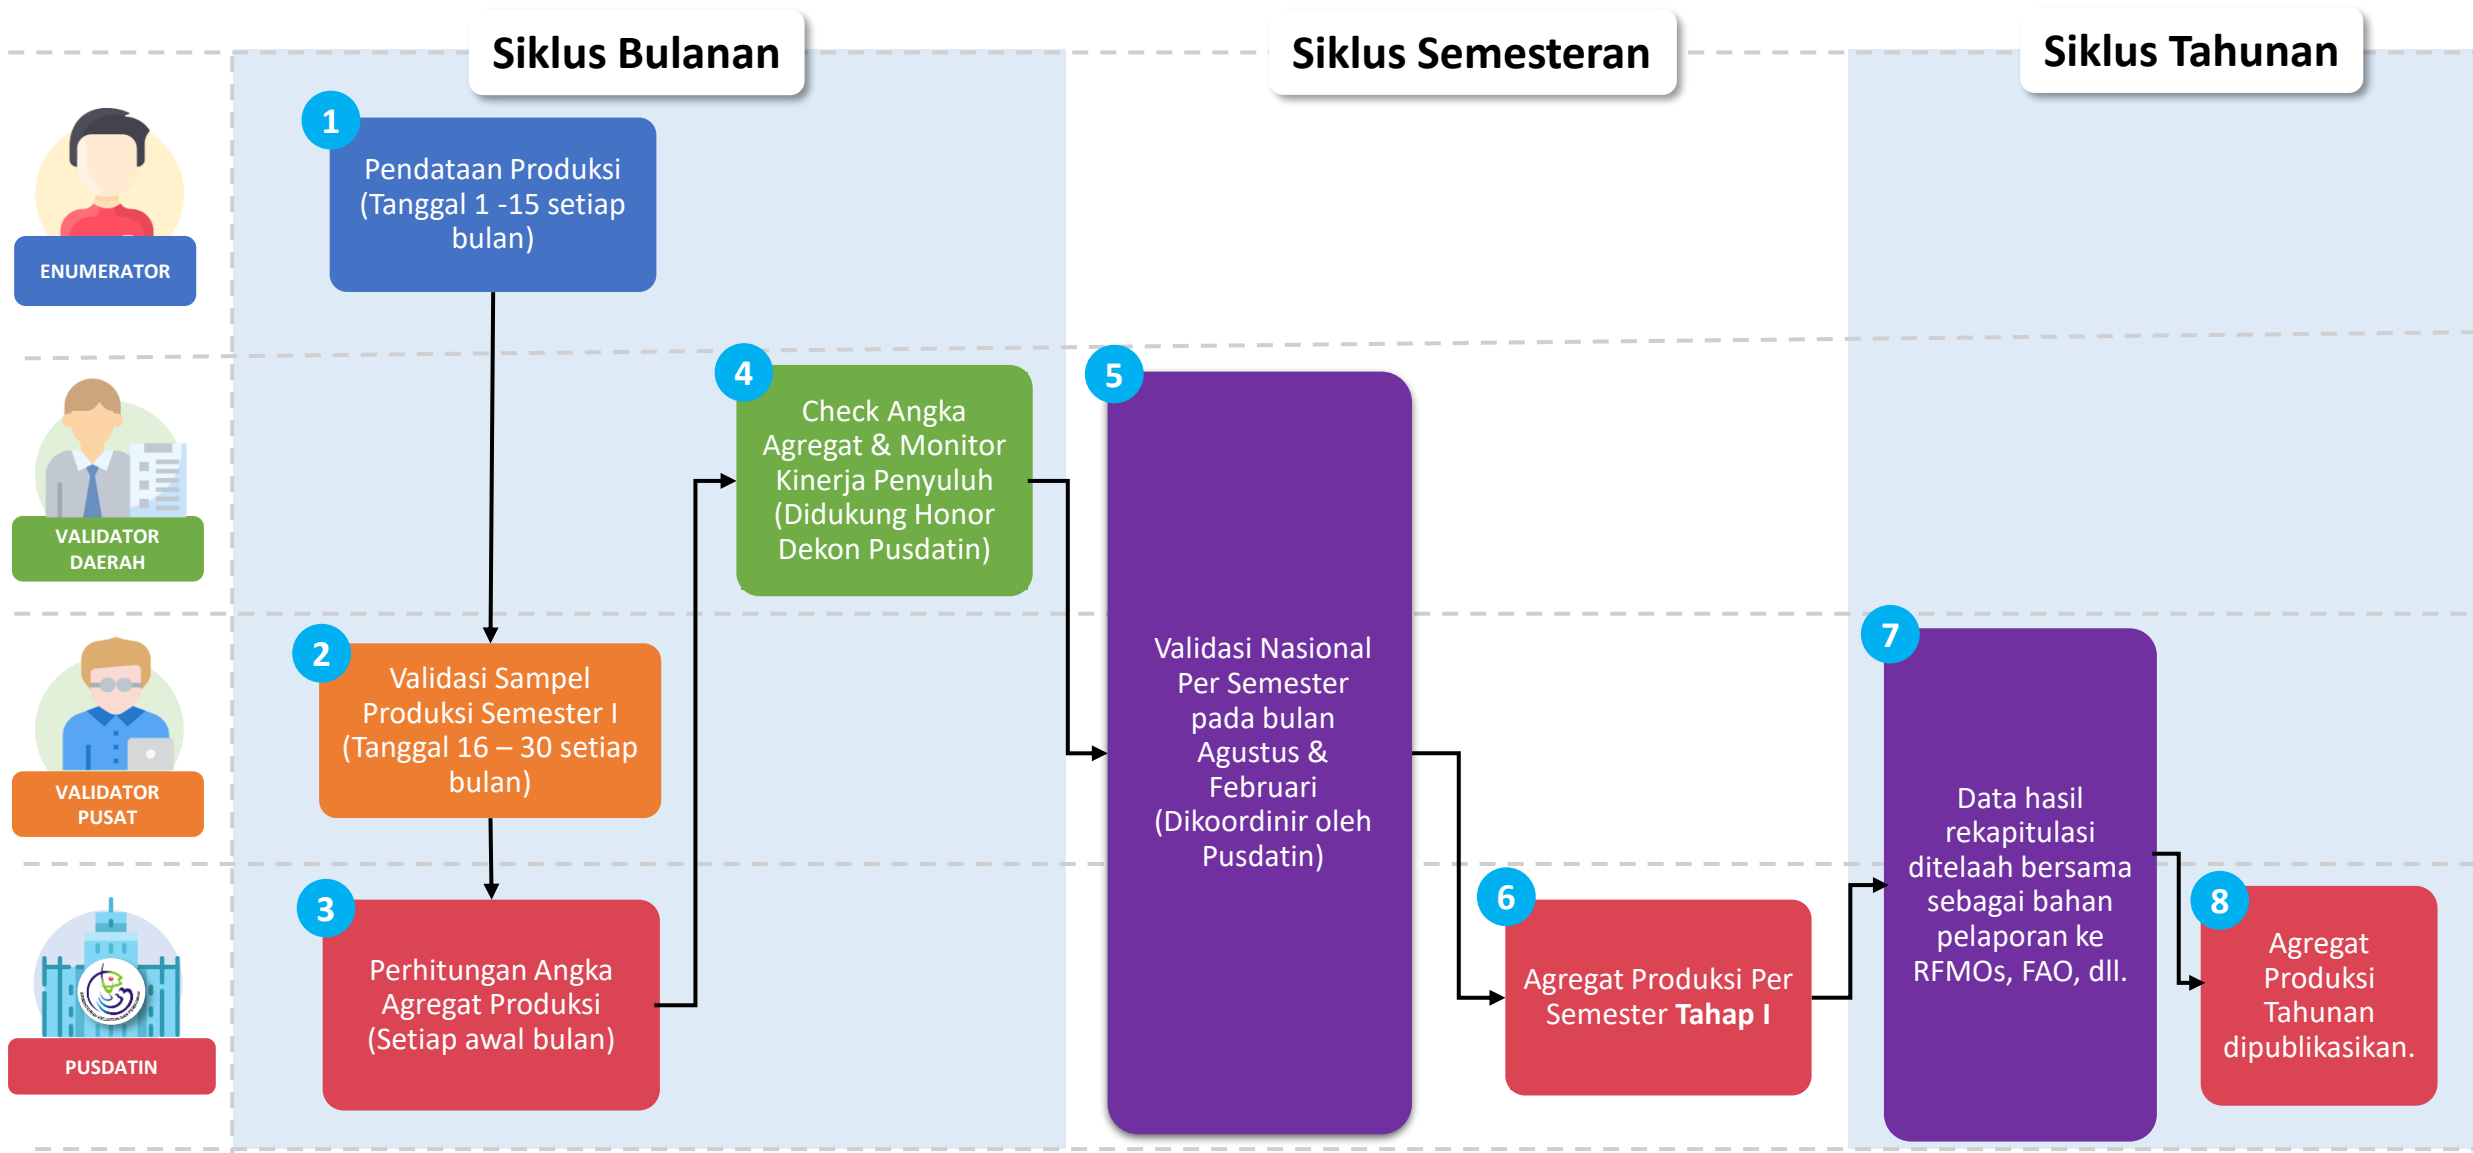 Siklus Bulanan
Siklus Semesteran
Siklus Tahunan
ENUMERATOR
1
Pendataan Produksi
(Tanggal 1 -15 setiap
bulan)
VALIDATOR
DAERAH
4
Check Angka
Agregat & Monitor
Kinerja Penyuluh
(Didukung Honor
Dekon Pusdatin)
5
Validasi Nasional
Per Semester
pada bulan
Agustus &
Februari
(Dikoordinir oleh
Pusdatin)
VALIDATOR
PUSAT
2
Validasi Sampel
Produksi Semester I
(Tanggal 16 – 30 setiap
bulan)
7
Data hasil
rekapitulasi
ditelaah bersama
sebagai bahan
pelaporan ke
RFMOs, FAO, dll.
PUSDATIN
3
Perhitungan Angka
Agregat Produksi
(Setiap awal bulan)
6
Agregat Produksi Per
Semester Tahap I
8
Agregat
Produksi
Tahunan
dipublikasikan.